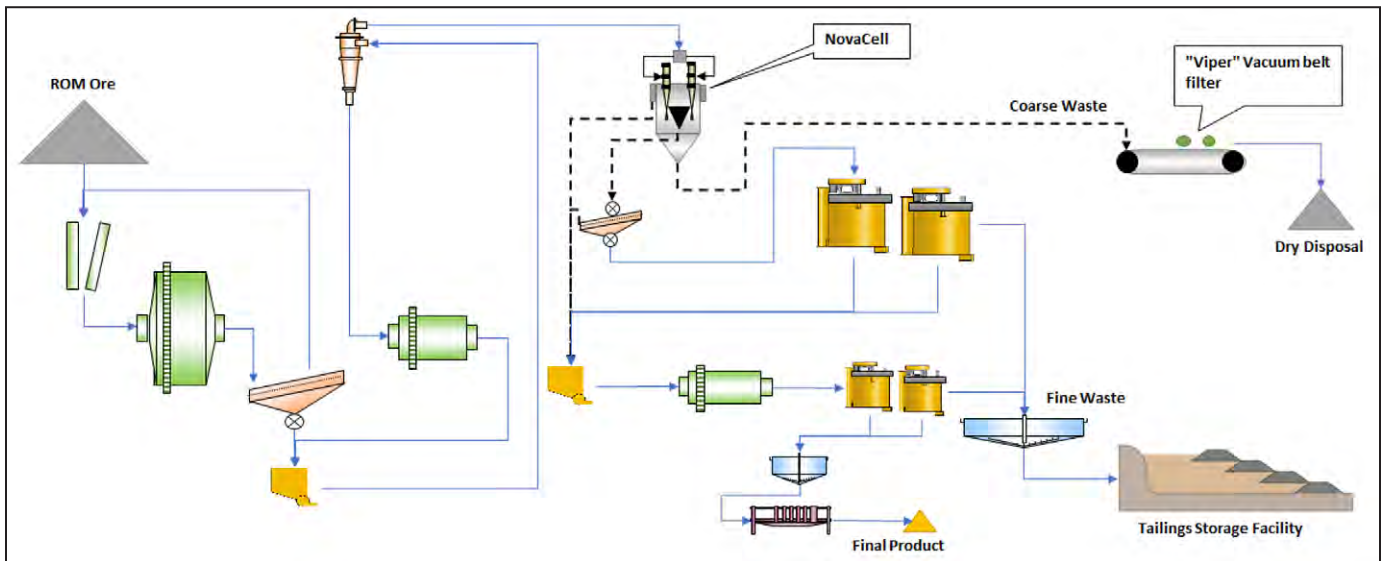 NovaCell
"Viper" Vacuum belt
filter
ROM Ore
Coarse Waste
Dry Disposal
Fine Waste
Tailings Storage Facility
Final Product